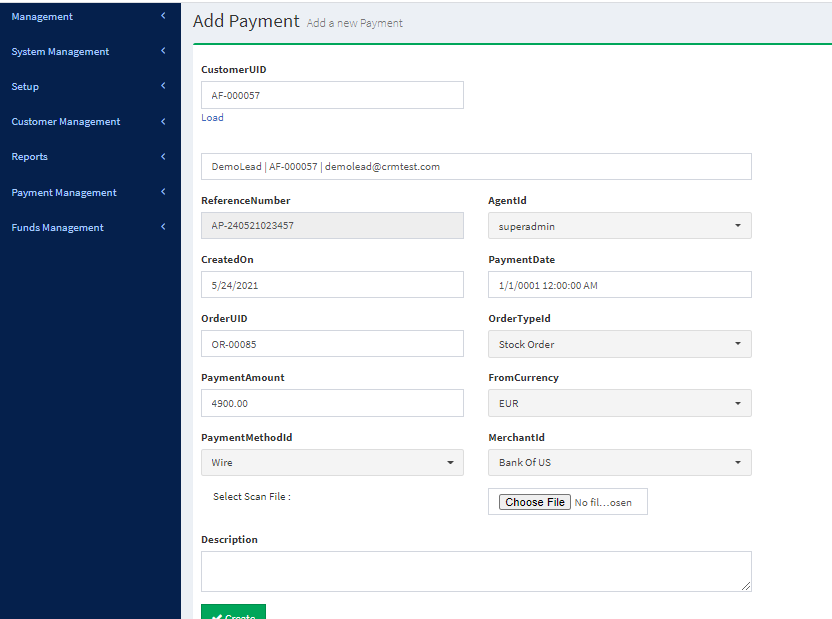 Management
System Management
Setup
Customer Management
Reports
Payment Management
Funds Management
Add Payment Add a new Payment
CustomerUID
AF-000057
Load
DemoLead | AF-000057 | demolead@crmtest.com
ReferenceNumber AgentId
AP-240521023457 superadmin
CreatedOn PaymentDate
5/24/2021 1/1/0001 12:00:00 AM
OrderUID OrderTypeId
OR-00085 Stock Order
PaymentAmount FromCurrency
4900.00 EUR
PaymentMethodId MerchantId
Wire Bank Of US
Select Scan File : Choose File No fil...osen
Description
Create